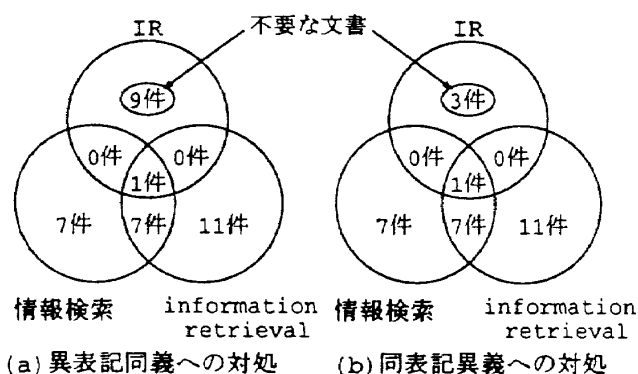 IR 不要な文書 IR
9件 3件
0件 0件 0件 0件
1件 1件
7件 7件 11件 7件 7件 11件
情報検索 information retrieval 情報検索 information retrieval
(a)異表記同義への対処 (b)同表記異義への対処